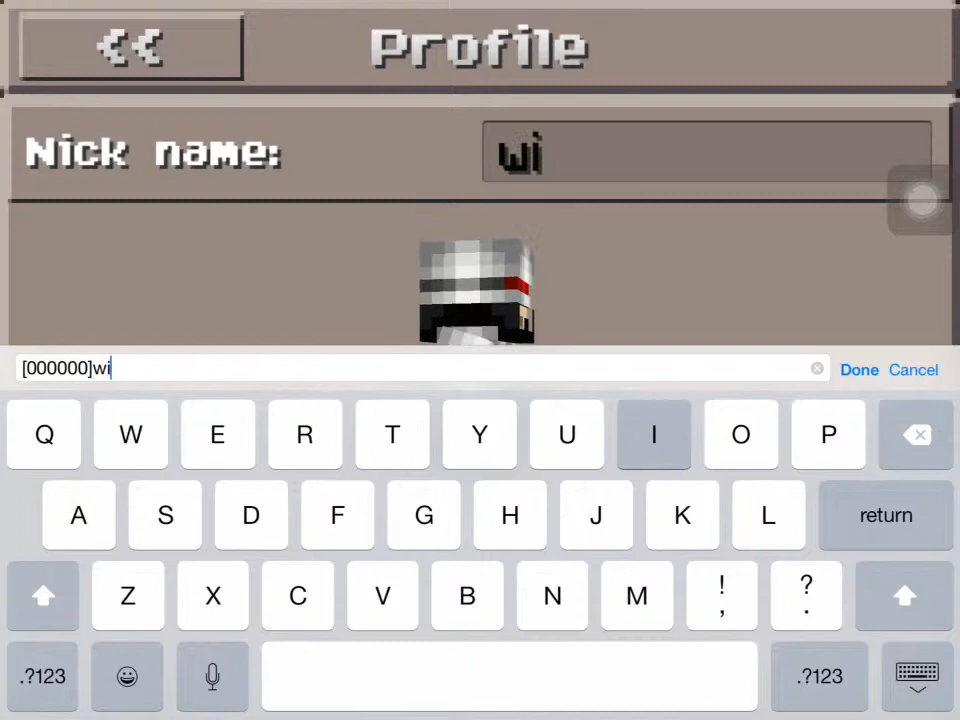 << Profile
Nick name: wi
[000000]wi Done Cancel
Q W E R T Y U I O P
A S D F G H J K L return
Z X C V B N M ! , ? .
.?123 .?123